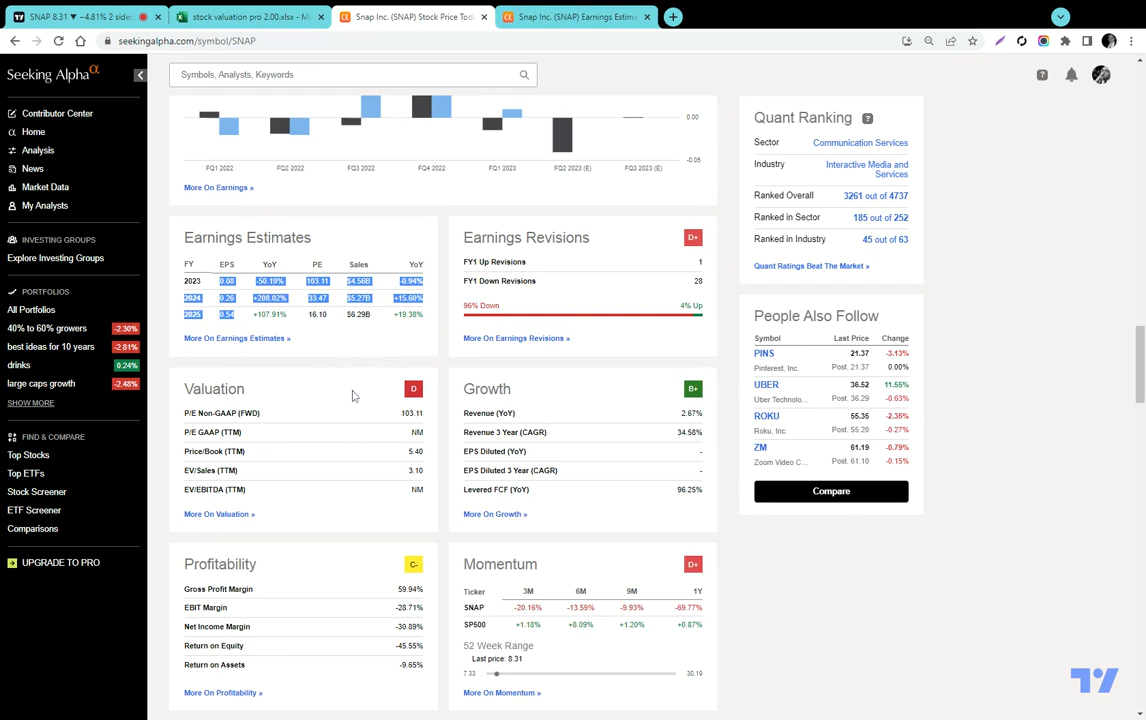 SNAP 8.31 ▼ −4.81% 2 side:
stock valuation pro 2.00.xlsx - Mi
Snap Inc. (SNAP) Stock Price Tod
Snap Inc. (SNAP) Earnings Estima
seekingalpha.com/symbol/SNAP
Seeking Alpha α
Symbols, Analysts, Keywords
Contributor Center
Home
Analysis
News
Market Data
My Analysts
INVESTING GROUPS
Explore Investing Groups
PORTFOLIOS
All Portfolios
40% to 60% growers -2.30%
best ideas for 10 years -2.81%
drinks 0.24%
large caps growth -2.48%
SHOW MORE
FIND & COMPARE
Top Stocks
Top ETFs
Stock Screener
ETF Screener
Comparisons
UPGRADE TO PRO
0.00
-0.05
FQ1 2022 FQ2 2022 FQ3 2022 FQ4 2022 FQ1 2023 FQ2 2023 (E) FQ3 2023 (E)
More On Earnings »
Earnings Estimates
FY EPS YoY PE Sales YoY
2023 0.08 -50.19% 103.11 $4.56B -0.94%
2024 0.26 +208.02% 33.47 $5.27B +15.60%
2025 0.54 +107.91% 16.10 $6.29B +19.38%
More On Earnings Estimates »
Earnings Revisions D+
FY1 Up Revisions 1
FY1 Down Revisions 28
96% Down 4% Up
More On Earnings Revisions »
Valuation D
P/E Non-GAAP (FWD) 103.11
P/E GAAP (TTM) NM
Price/Book (TTM) 5.40
EV/Sales (TTM) 3.10
EV/EBITDA (TTM) NM
More On Valuation »
Growth B+
Revenue (YoY) 2.67%
Revenue 3 Year (CAGR) 34.58%
EPS Diluted (YoY) -
EPS Diluted 3 Year (CAGR) -
Levered FCF (YoY) 96.25%
More On Growth »
Profitability C-
Gross Profit Margin 59.94%
EBIT Margin -28.71%
Net Income Margin -30.89%
Return on Equity -45.55%
Return on Assets -9.65%
More On Profitability »
Momentum D+
Ticker 3M 6M 9M 1Y
SNAP -20.16% -13.59% -9.93% -69.77%
SP500 +1.18% +8.09% +1.20% +0.87%
52 Week Range
Last price: 8.31
7.33 30.19
More On Momentum »
Quant Ranking ?
Sector Communication Services
Industry Interactive Media and
Services
Ranked Overall 3261 out of 4737
Ranked in Sector 185 out of 252
Ranked in Industry 45 out of 63
Quant Ratings Beat The Market »
People Also Follow
Symbol Last Price Change
PINS 21.37 -3.13%
Pinterest, Inc. Post. 21.37 0.00%
UBER 36.52 11.55%
Uber Technolo... Post. 36.29 -0.63%
ROKU 55.35 -2.35%
Roku, Inc. Post. 55.20 -0.27%
ZM 61.19 -0.79%
Zoom Video C... Post. 61.10 -0.15%
Compare